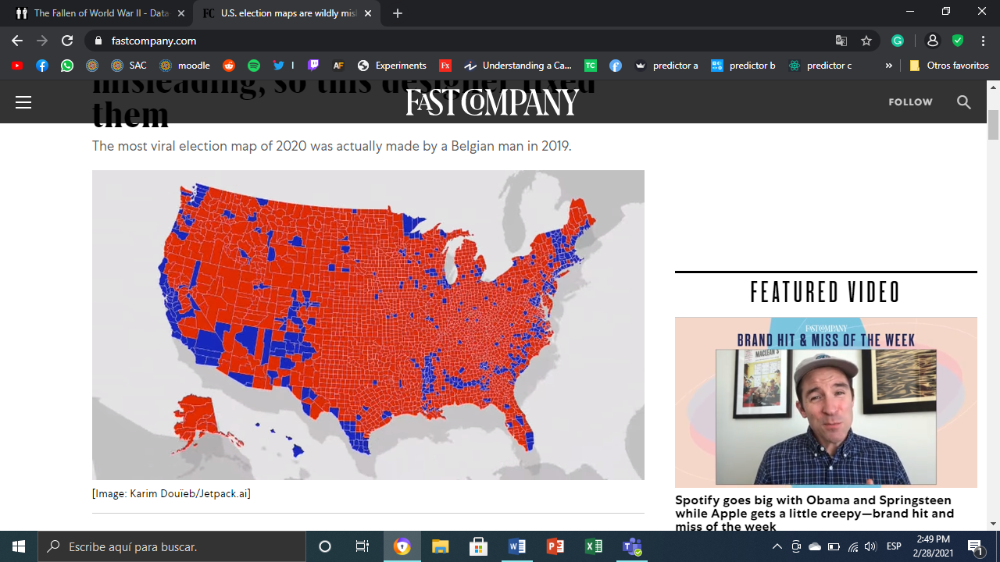 The Fallen of World War II - Data
U.S. election maps are wildly mis
fastcompany.com
SAC
moodle
I
AF
Experiments
Fx
Understanding a Ca...
TC
predictor a
predictor b
predictor c
»
Otros favoritos
misleading, so this designer fixed
them
FAST COMPANY
FOLLOW
The most viral election map of 2020 was actually made by a Belgian man in 2019.
[Image: Karim Douïeb/Jetpack.ai]
FEATURED VIDEO
FAST COMPANY
BRAND HIT & MISS OF THE WEEK
MACLEAN'S
Spotify goes big with Obama and Springsteen
while Apple gets a little creepy—brand hit and
miss of the week
Escribe aquí para buscar.
ESP
2:49 PM
2/28/2021
1